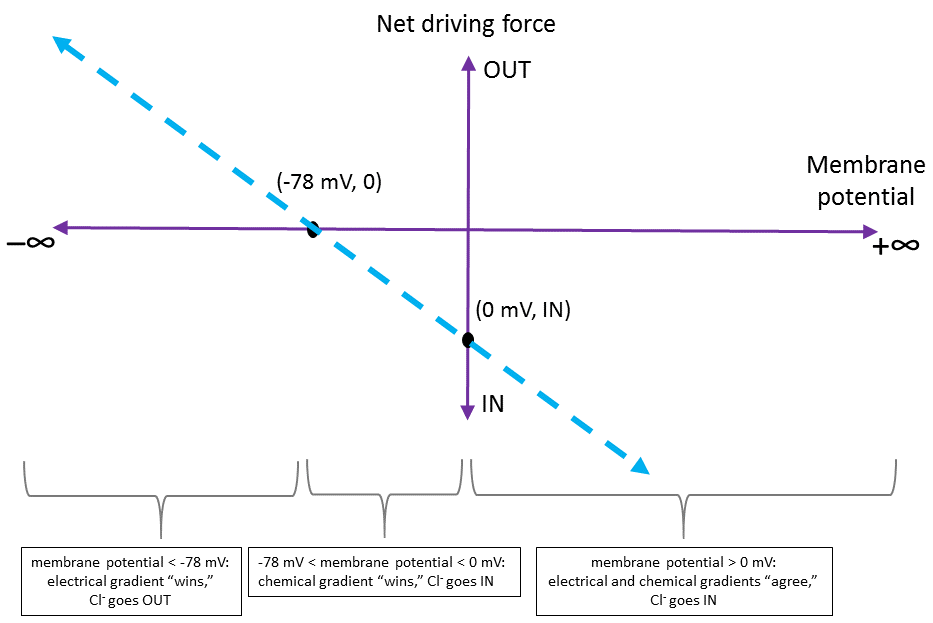 Net driving force
OUT
Membrane
potential
(-78 mV, 0)
−∞
+∞
(0 mV, IN)
IN
membrane potential < -78 mV:
electrical gradient “wins,”
Cl⁻ goes OUT
-78 mV < membrane potential < 0 mV:
chemical gradient “wins,” Cl⁻ goes IN
membrane potential > 0 mV:
electrical and chemical gradients “agree,”
Cl⁻ goes IN